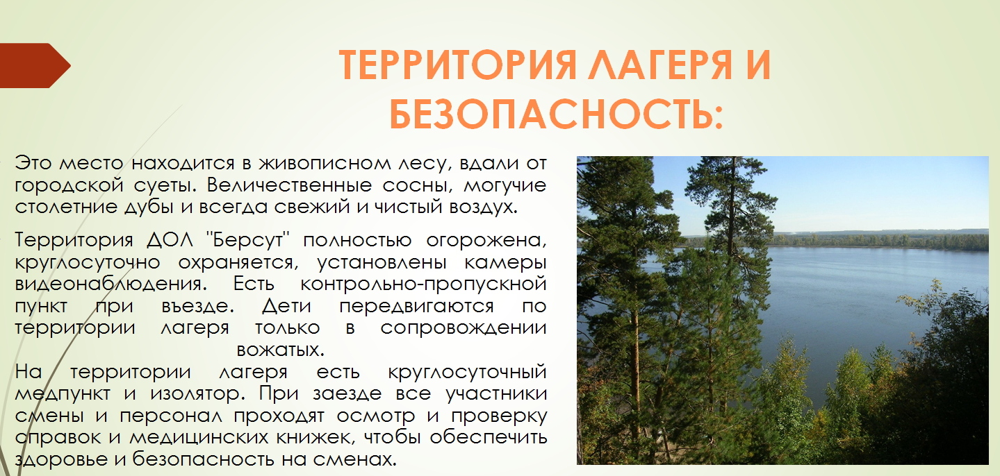 ТЕРРИТОРИЯ ЛАГЕРЯ И
БЕЗОПАСНОСТЬ:
Это место находится в живописном лесу, вдали от
городской суеты. Величественные сосны, могучие
столетние дубы и всегда свежий и чистый воздух.
Территория ДОЛ "Берсут" полностью огорожена,
круглосуточно охраняется, установлены камеры
видеонаблюдения. Есть контрольно-пропускной
пункт при въезде. Дети передвигаются по
территории лагеря только в сопровождении
вожатых.
На территории лагеря есть круглосуточный
медпункт и изолятор. При заезде все участники
смены и персонал проходят осмотр и проверку
справок и медицинских книжек, чтобы обеспечить
здоровье и безопасность на сменах.